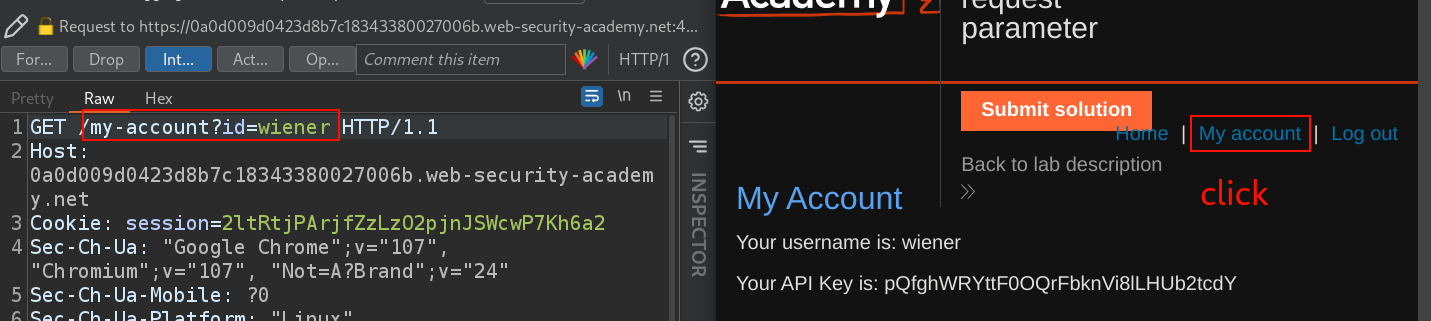 Request to https://0a0d009d0423d8b7c18343380027006b.web-security-academy.net:4...
For...
Drop
Int...
Act...
Op...
Comment this item
HTTP/1
?
Pretty
Raw
Hex
\n
1 GET /my-account?id=wiener HTTP/1.1
2 Host:
0a0d009d0423d8b7c18343380027006b.web-security-academ
y.net
3 Cookie: session=2ltRtjPArjfZzLzO2pjnJSWcwP7Kh6a2
4 Sec-Ch-Ua: "Google Chrome";v="107",
"Chromium";v="107", "Not=A?Brand";v="24"
5 Sec-Ch-Ua-Mobile: ?0
6 Sec-Ch-Ua-Platform: "Linux"
INSPECTOR
Academy
request
parameter
Submit solution
Home | My account | Log out
Back to lab description
click
My Account
Your username is: wiener
Your API Key is: pQfghWRYttF0OQrFbknVi8lLHUb2tcdY